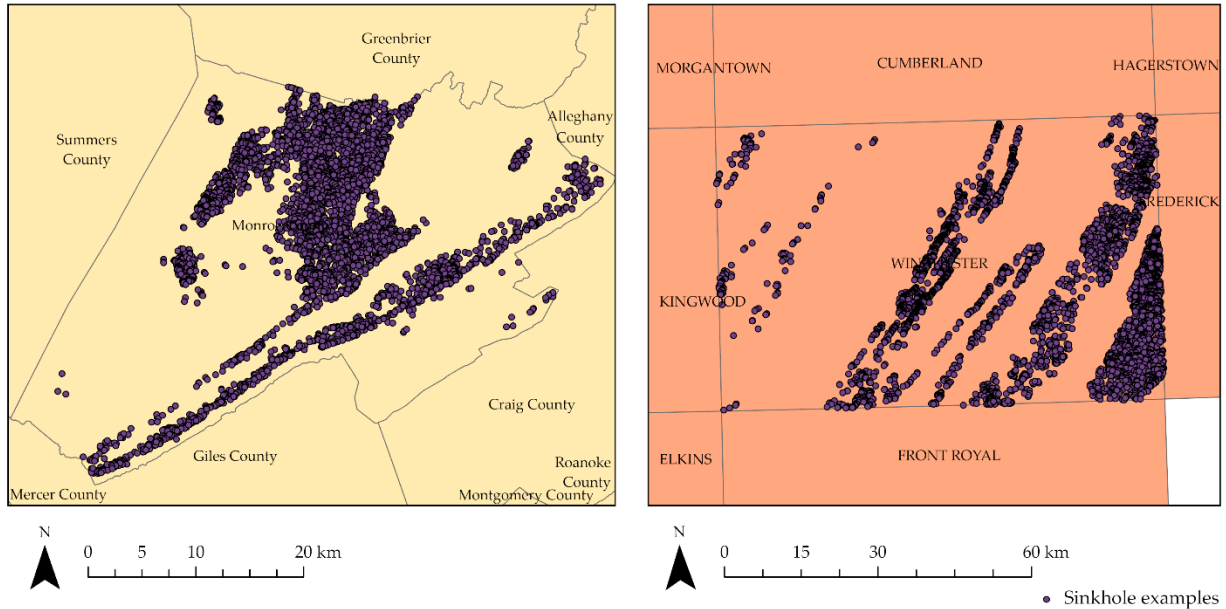 Greenbrier
County
Summers
County
Alleghany
County
Monroe County
Craig County
Giles County
Roanoke
County
Mercer County
Montgomery County
N
0 5 10 20 km
MORGANTOWN
CUMBERLAND
HAGERSTOWN
FREDERICK
WINCHESTER
KINGWOOD
ELKINS
FRONT ROYAL
N
0 15 30 60 km
Sinkhole examples